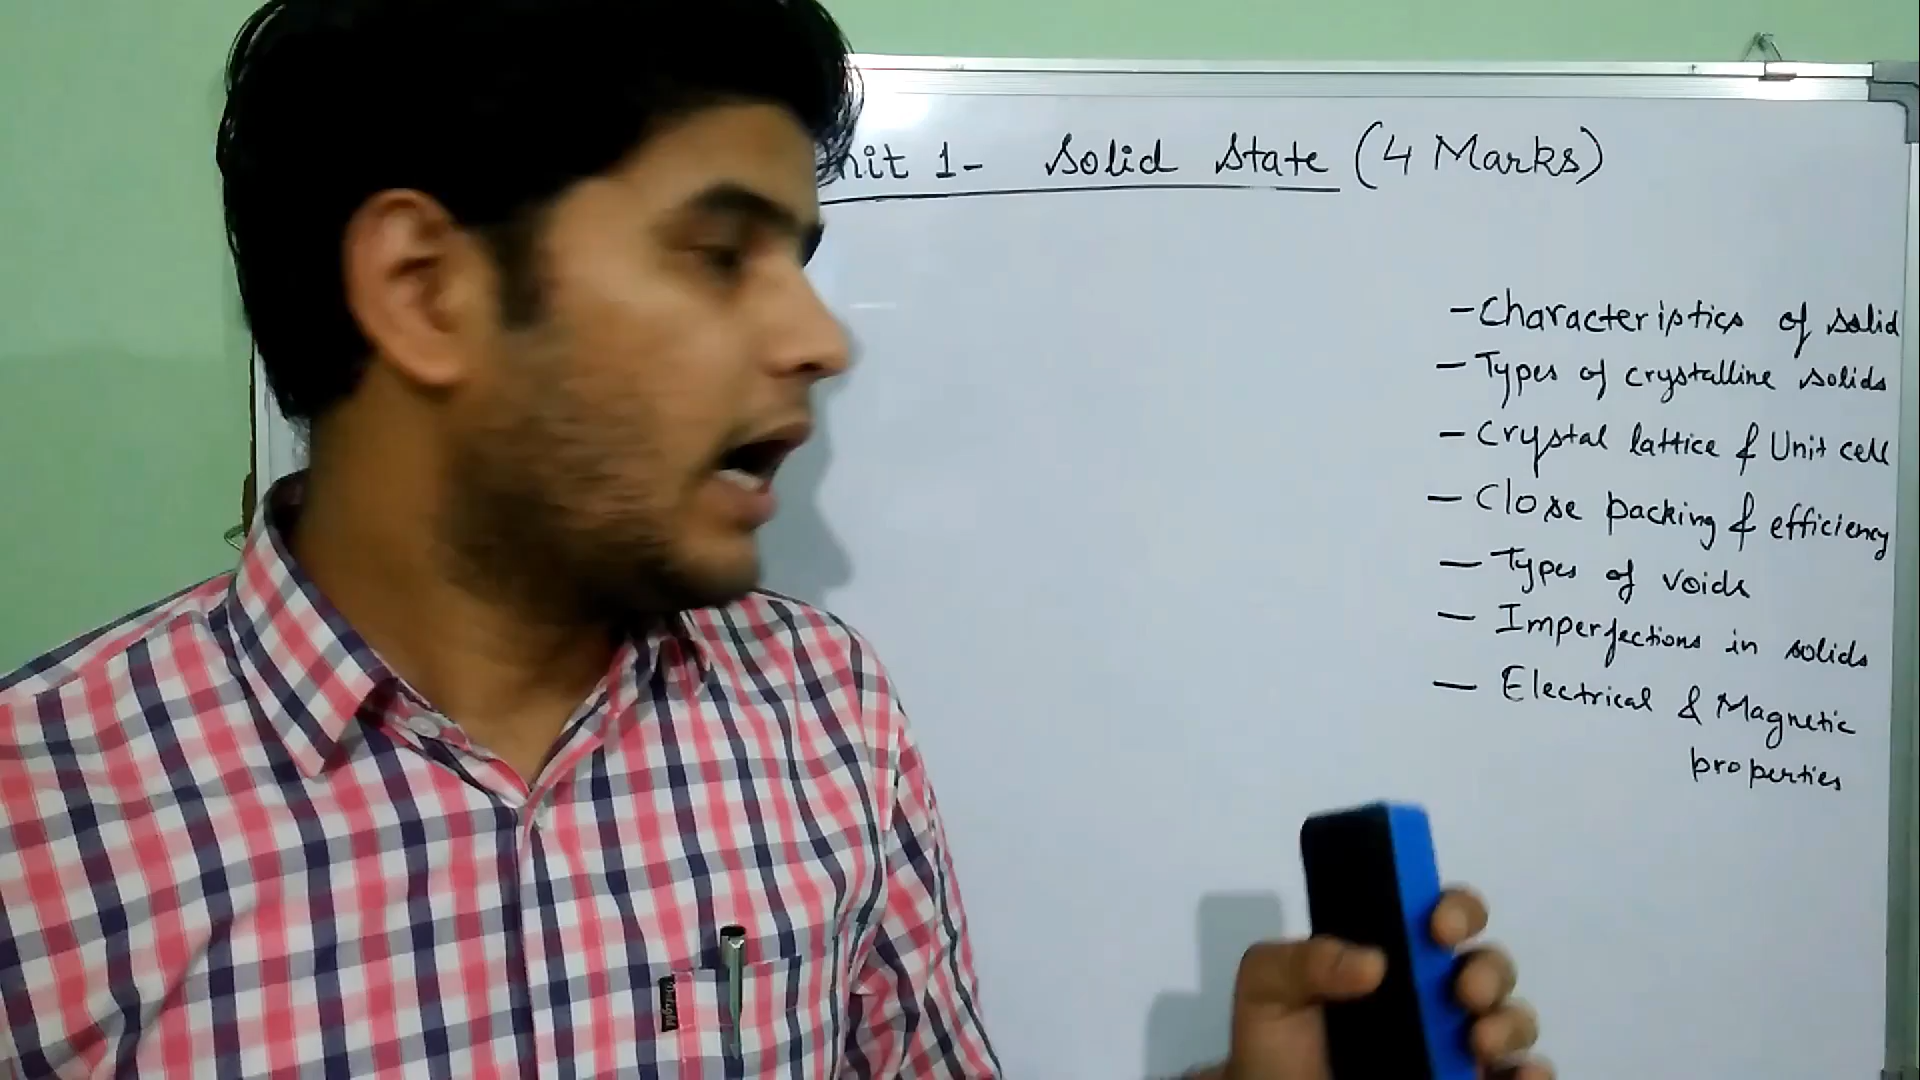 Unit 1- Solid State (4 Marks)
- Characteristics of solid
- Types of crystalline solids
- Crystal lattice & Unit cell
- Close packing & efficiency
- Types of voids
- Imperfections in solids
- Electrical & Magnetic
properties